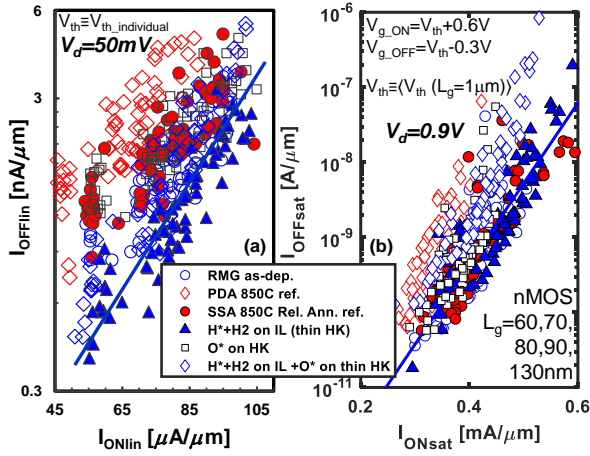 V_th≡V_th_individual
V_d=50mV
6
3
0.3
I_OFFlin [nA/μm]
(a)
45
65
85
105
I_ONlin [μA/μm]
V_g_ON=V_th+0.6V
V_g_OFF=V_th-0.3V
V_th≡⟨V_th (L_g=1μm)⟩
V_d=0.9V
10^-6
10^-7
10^-8
10^-9
10^-11
I_OFFsat [A/μm]
(b)
RMG as-dep.
PDA 850C ref.
SSA 850C Rel. Ann. ref.
H*+H2 on IL (thin HK)
O* on HK
H*+H2 on IL +O* on thin HK
nMOS
L_g=60,70,
80,90,
130nm
0.2
0.4
0.6
I_ONsat [mA/μm]